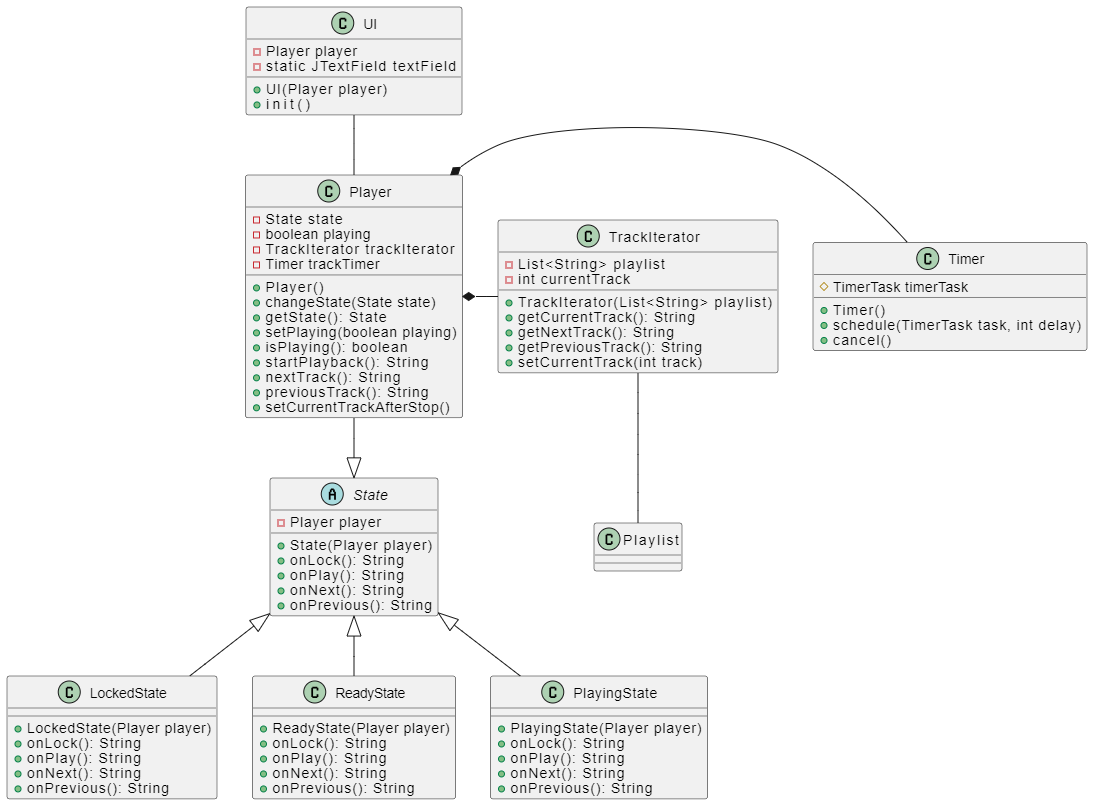 C UI
Player player
static JTextField textField
UI(Player player)
init()
C Player
State state
boolean playing
TrackIterator trackIterator
Timer trackTimer
Player()
changeState(State state)
getState(): State
setPlaying(boolean playing)
isPlaying(): boolean
startPlayback(): String
nextTrack(): String
previousTrack(): String
setCurrentTrackAfterStop()
C TrackIterator
List<String> playlist
int currentTrack
TrackIterator(List<String> playlist)
getCurrentTrack(): String
getNextTrack(): String
getPreviousTrack(): String
setCurrentTrack(int track)
C Timer
TimerTask timerTask
Timer()
schedule(TimerTask task, int delay)
cancel()
A State
Player player
State(Player player)
onLock(): String
onPlay(): String
onNext(): String
onPrevious(): String
C Playlist
C LockedState
LockedState(Player player)
onLock(): String
onPlay(): String
onNext(): String
onPrevious(): String
C ReadyState
ReadyState(Player player)
onLock(): String
onPlay(): String
onNext(): String
onPrevious(): String
C PlayingState
PlayingState(Player player)
onLock(): String
onPlay(): String
onNext(): String
onPrevious(): String